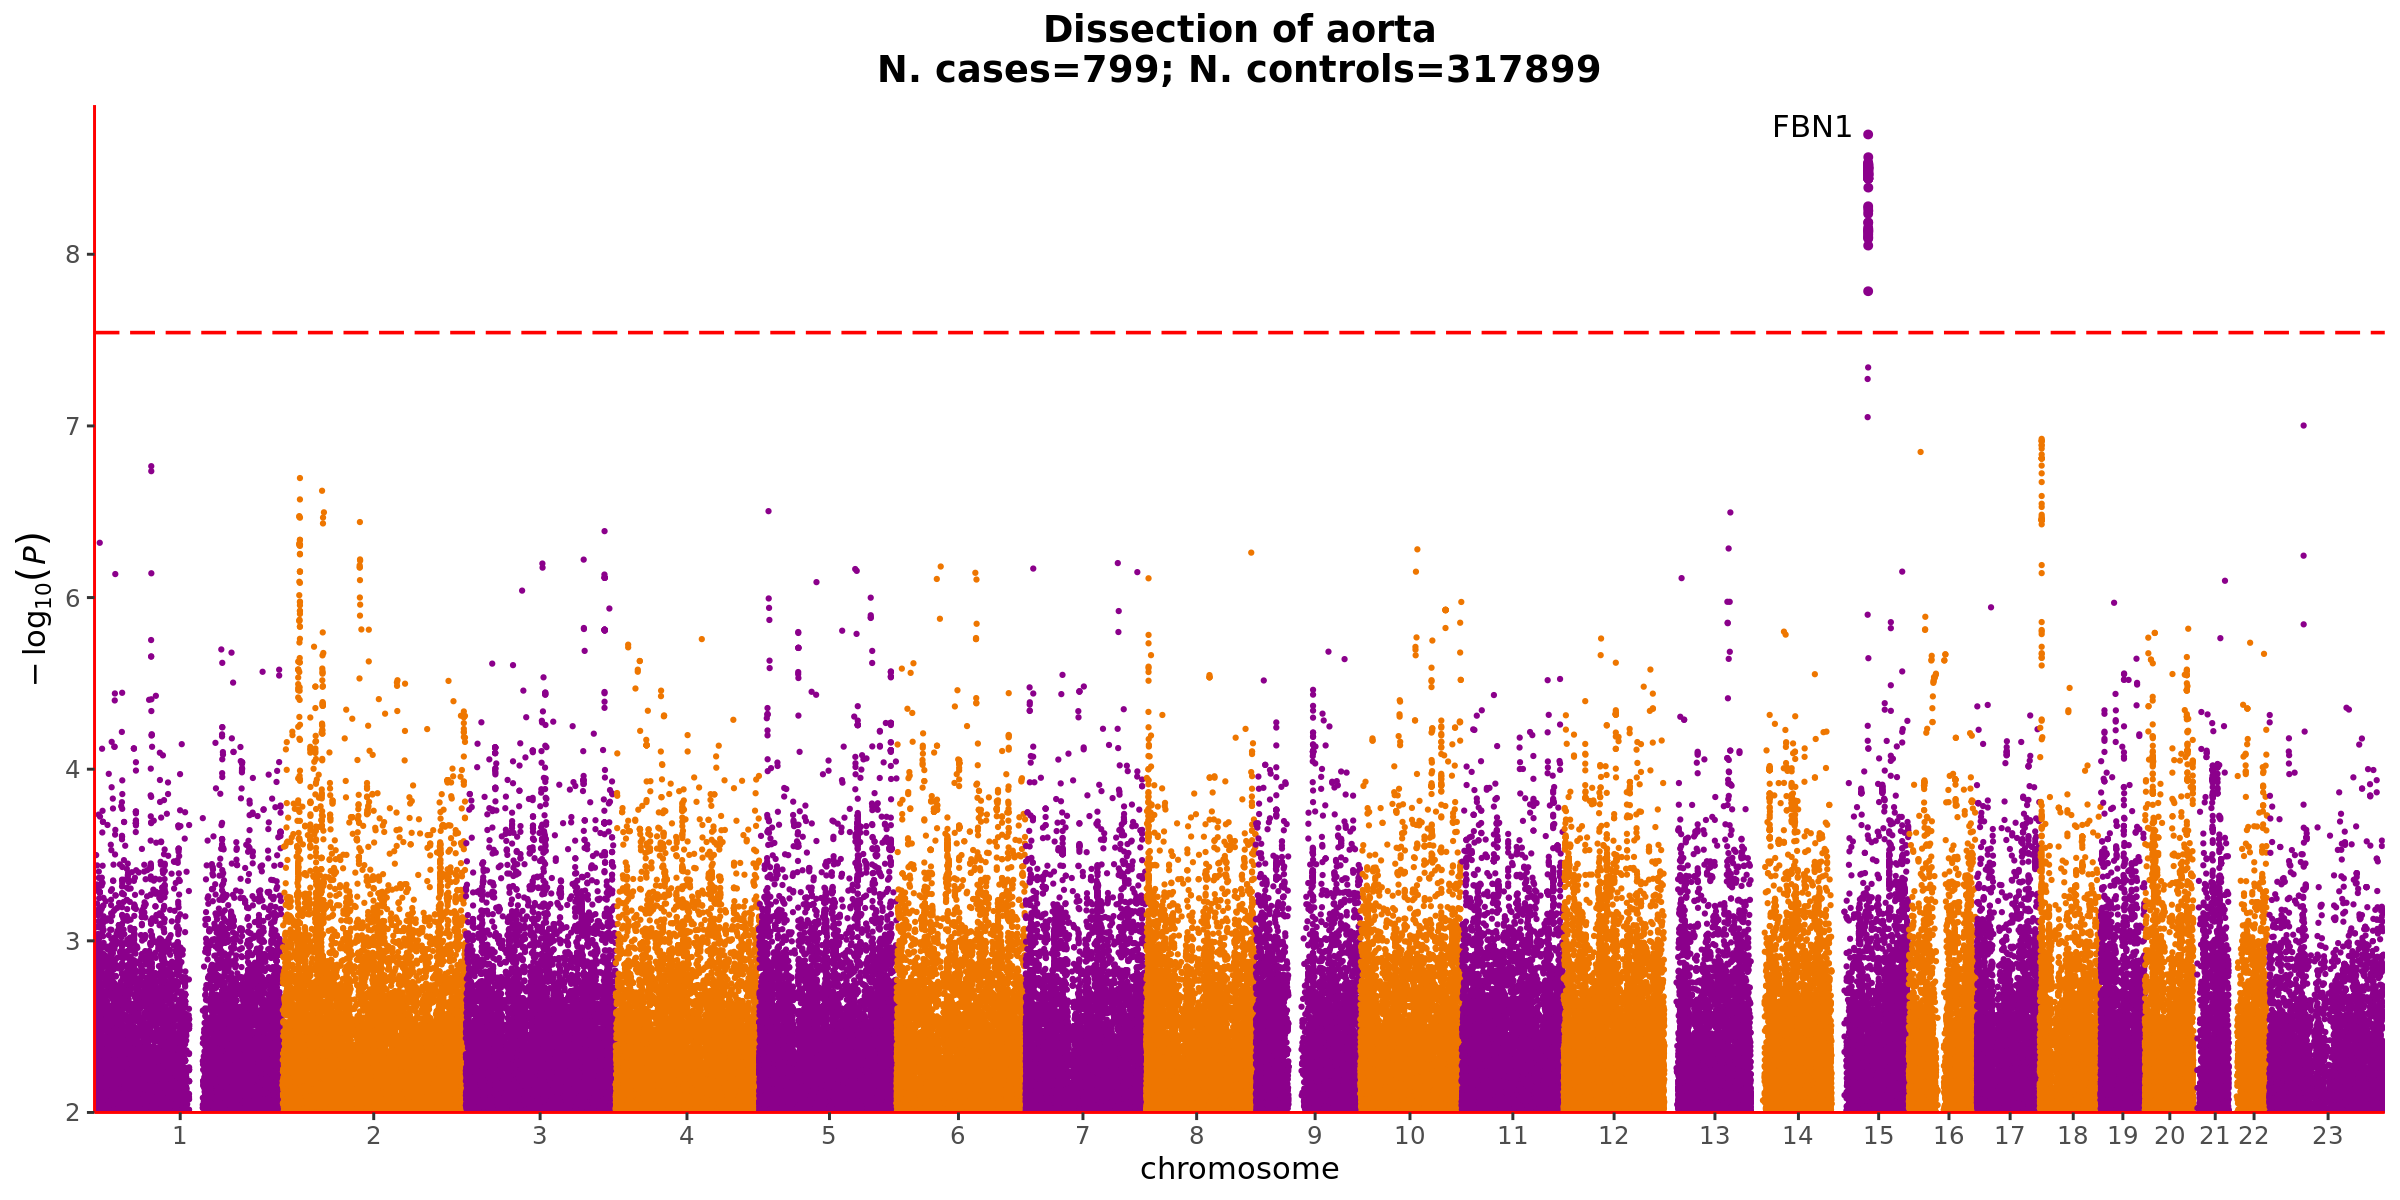 Dissection of aorta
N. cases=799; N. controls=317899
FBN1
8
7
6
4
3
2
−log₁₀(P)
1 2 3 4 5 6 7 8 9 10 11 12 13 14 15 16 17 18 19 20 21 22 23
chromosome